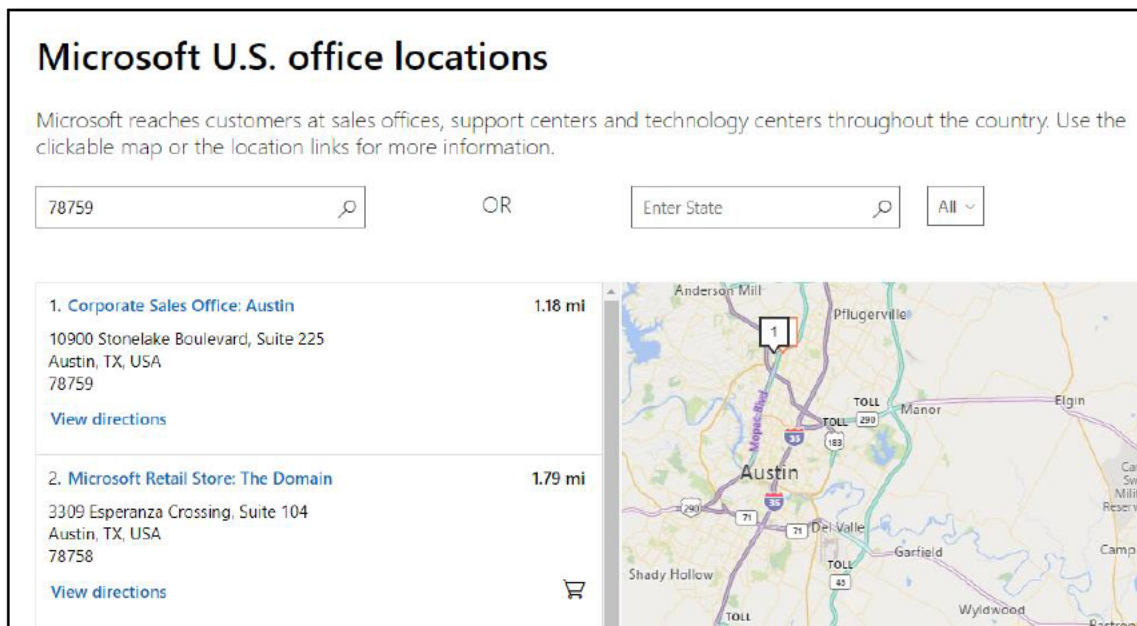 Microsoft U.S. office locations
Microsoft reaches customers at sales offices, support centers and technology centers throughout the country. Use the
clickable map or the location links for more information.
78759
OR
Enter State
All
1. Corporate Sales Office: Austin
1.18 mi
10900 Stonelake Boulevard, Suite 225
Austin, TX, USA
78759
View directions
2. Microsoft Retail Store: The Domain
1.79 mi
3309 Esperanza Crossing, Suite 104
Austin, TX, USA
78758
View directions
Anderson Mill
Pflugerville
1
TOLL
290
Manor
Elgin
TOLL
Mopac Blvd
35
183
Austin
35
290
71
71
Del Valle
Garfield
TOLL
45
Shady Hollow
Wyldwood
TOLL
Camp